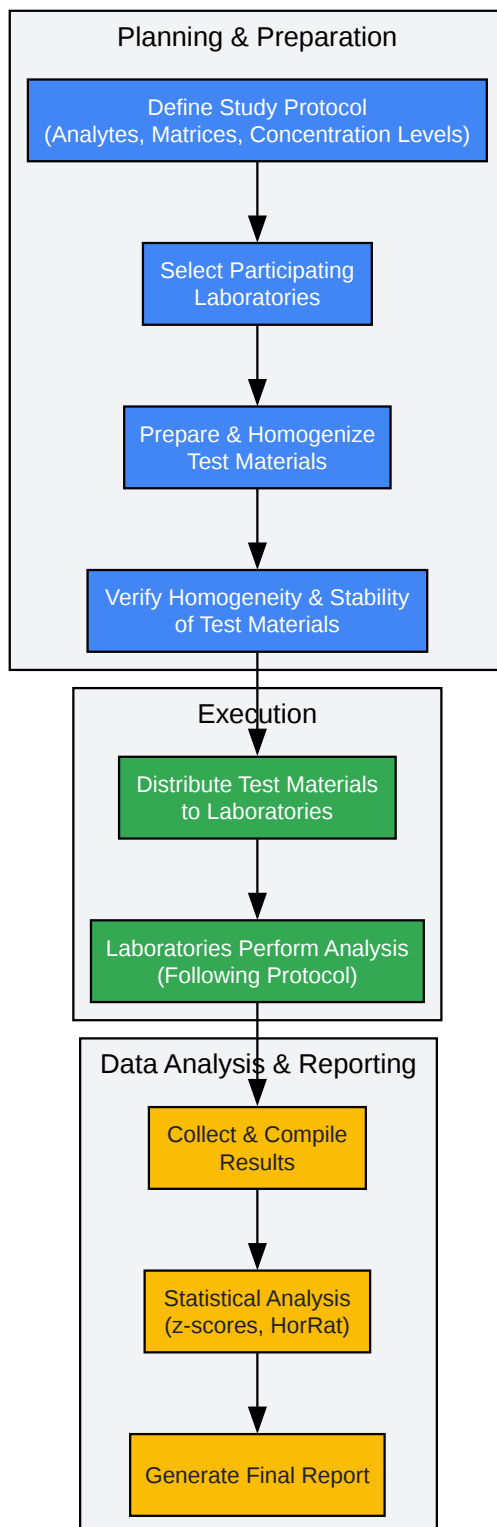 Planning & Preparation
Define Study Protocol
(Analytes, Matrices, Concentration Levels)
Select Participating
Laboratories
Prepare & Homogenize
Test Materials
Verify Homogeneity & Stability
of Test Materials
Execution
Distribute Test Materials
to Laboratories
Laboratories Perform Analysis
(Following Protocol)
Data Analysis & Reporting
Collect & Compile
Results
Statistical Analysis
(z-scores, HorRat)
Generate Final Report